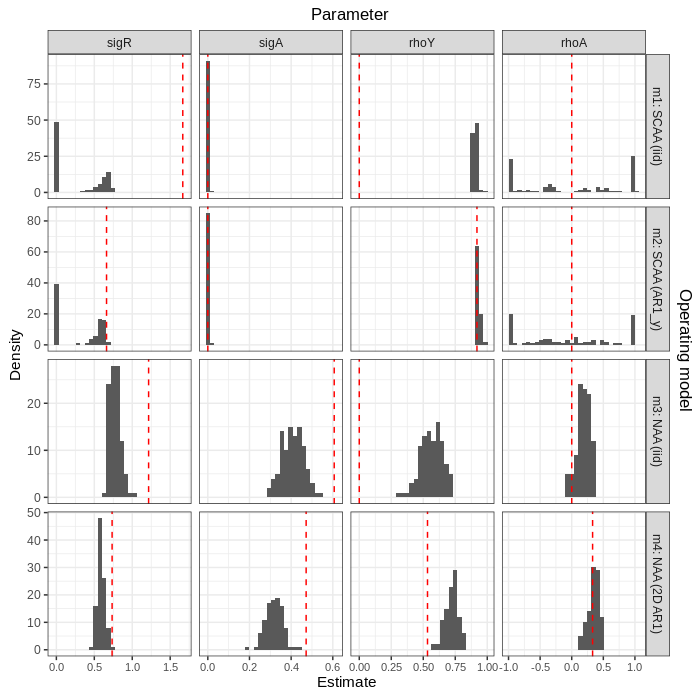 Parameter
sigR sigA rhoY rhoA
75
50
25
0
m1: SCAA (iid)
80
60
40
20
0
m2: SCAA (AR1_y)
20
10
0
m3: NAA (iid)
50
40
30
20
10
0
m4: NAA (2D AR1)
Density
Operating model
0.0 0.5 1.0 1.5 0.0 0.2 0.4 0.6 0.00 0.25 0.50 0.75 1.00 -1.0 -0.5 0.0 0.5 1.0
Estimate